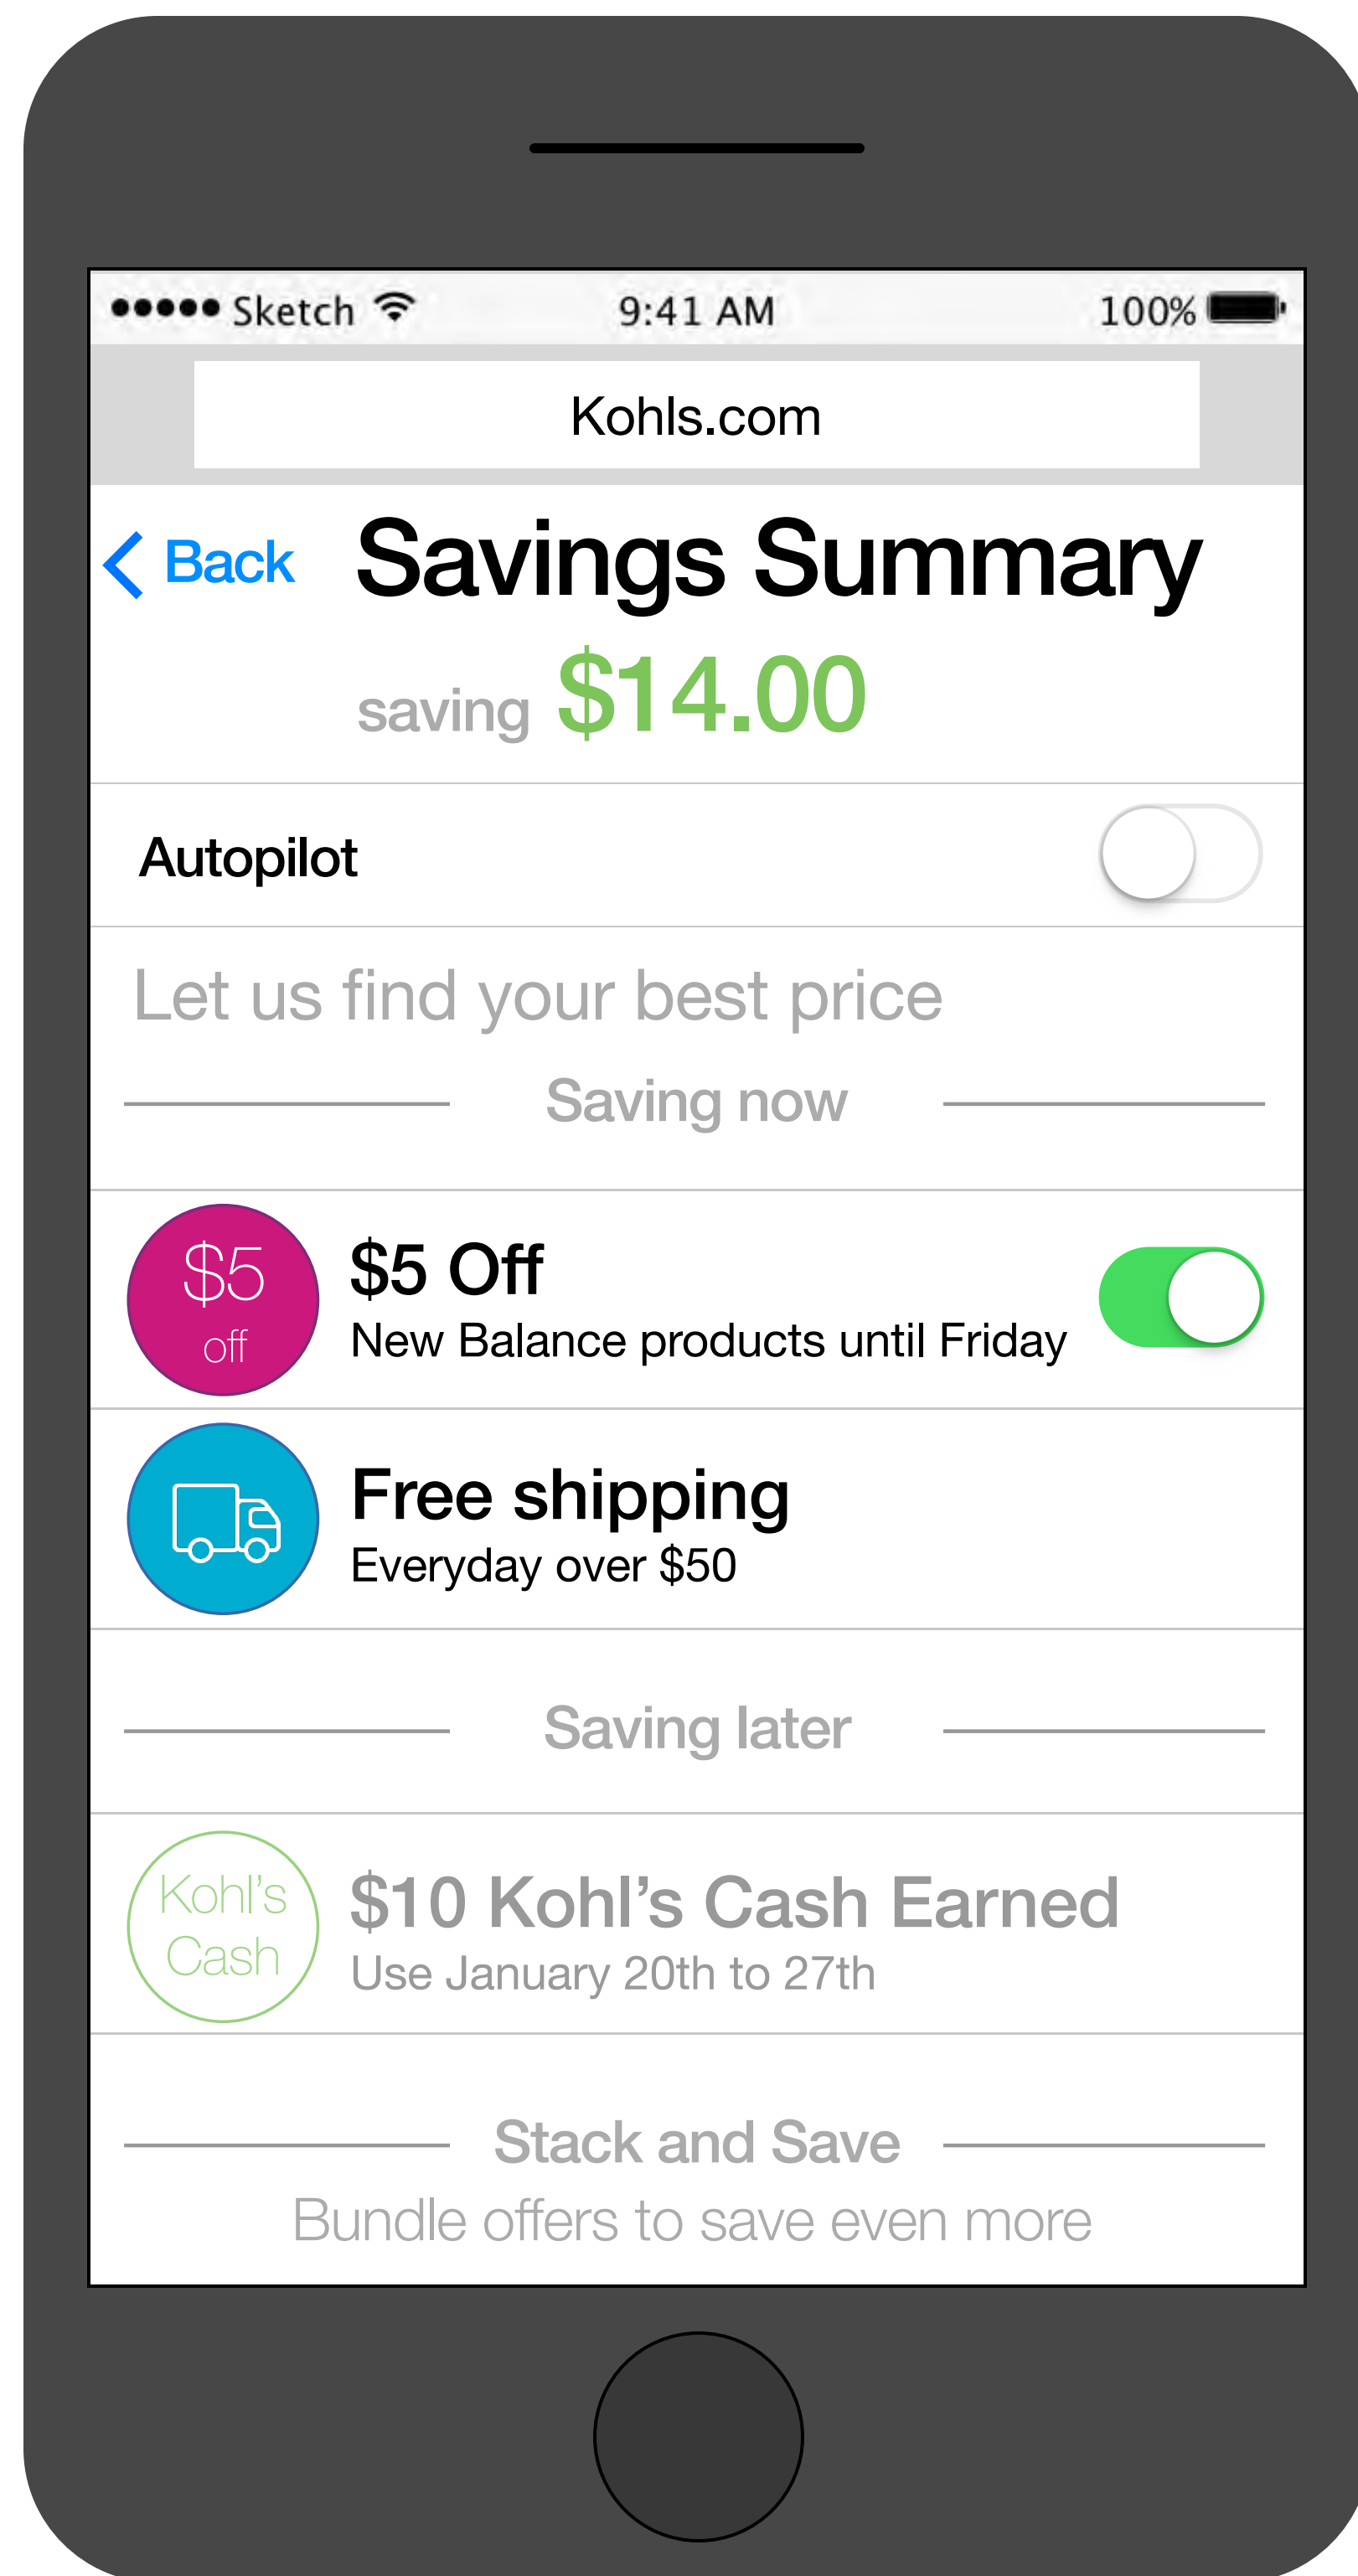 Sketch 9:41 AM 100%
Kohls.com
Back Savings Summary
saving $14.00
Autopilot
Let us find your best price
Saving now
$5
off
$5 Off
New Balance products until Friday
Free shipping
Everyday over $50
Saving later
Kohl's
Cash
$10 Kohl's Cash Earned
Use January 20th to 27th
Stack and Save
Bundle offers to save even more